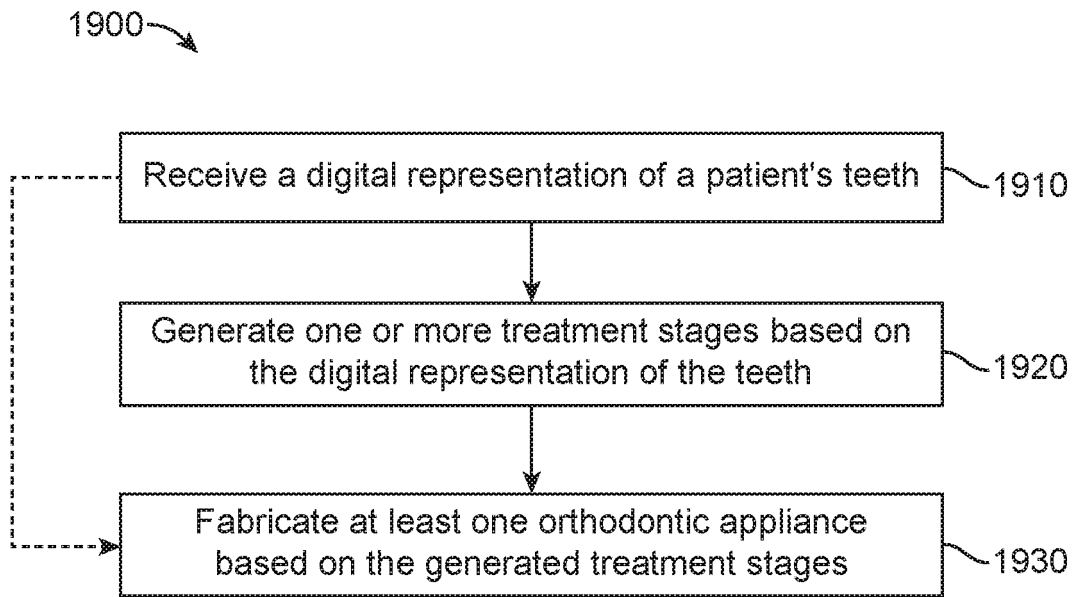 1900
Receive a digital representation of a patient's teeth
1910
Generate one or more treatment stages based on
the digital representation of the teeth
1920
Fabricate at least one orthodontic appliance
based on the generated treatment stages
1930